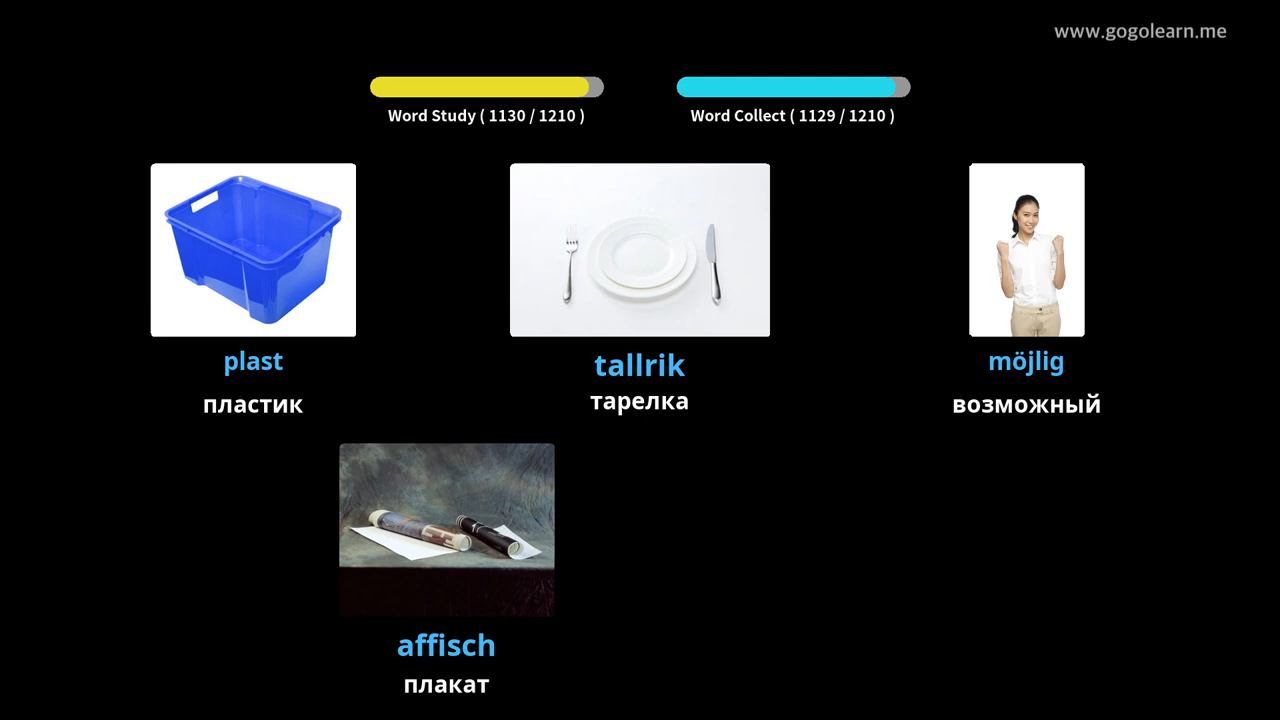 www.gogolearn.me
Word Study ( 1130 / 1210 )
Word Collect ( 1129 / 1210 )
plast
tallrik
möjlig
пластик
тарелка
возможный
affisch
плакат